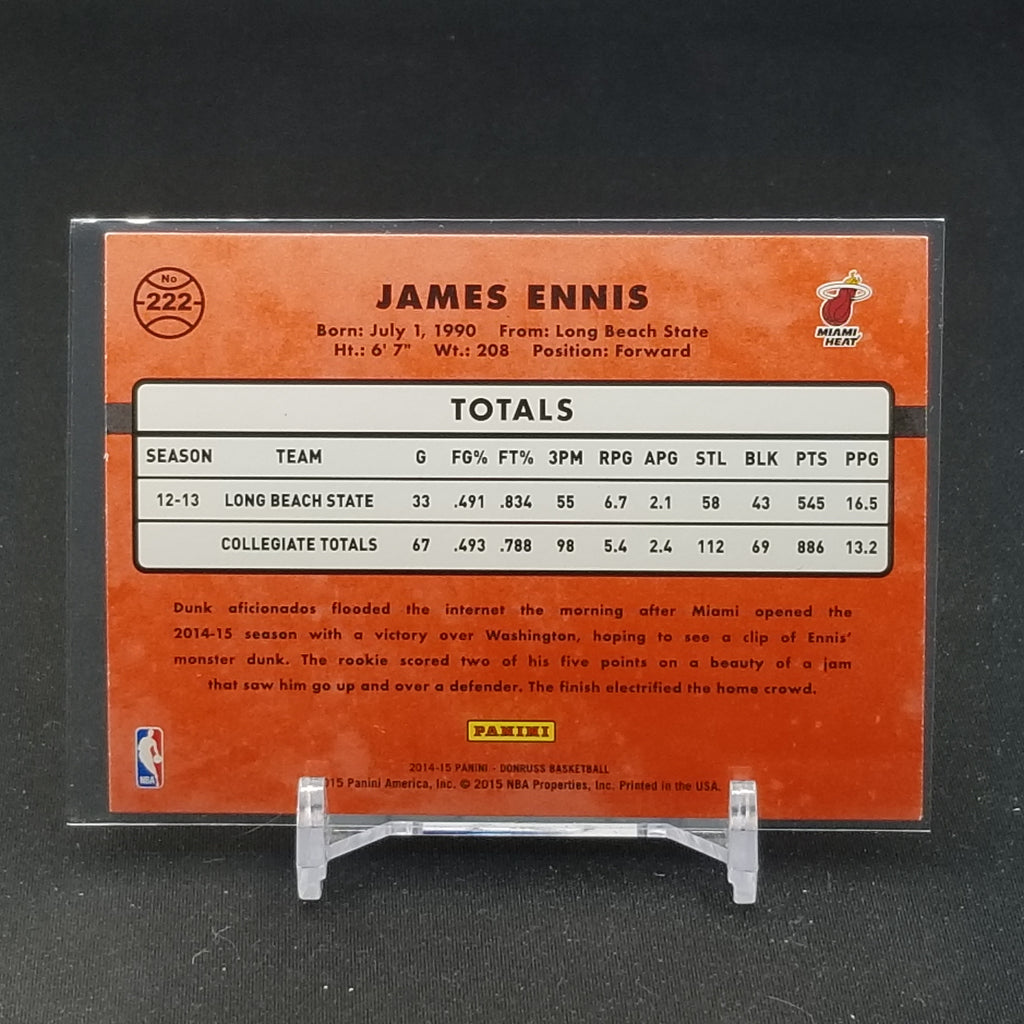 No
222
JAMES ENNIS
Born: July 1, 1990 From: Long Beach State
Ht.: 6' 7" Wt.: 208 Position: Forward
MIAMI
HEAT
TOTALS
SEASON TEAM G FG% FT% 3PM RPG APG STL BLK PTS PPG
12-13 LONG BEACH STATE 33 .491 .834 55 6.7 2.1 58 43 545 16.5
COLLEGIATE TOTALS 67 .493 .788 98 5.4 2.4 112 69 886 13.2
Dunk aficionados flooded the internet the morning after Miami opened the
2014-15 season with a victory over Washington, hoping to see a clip of Ennis'
monster dunk. The rookie scored two of his five points on a beauty of a jam
that saw him go up and over a defender. The finish electrified the home crowd.
PANINI
NBA
2014-15 PANINI - DONRUSS BASKETBALL
15 Panini America, Inc. © 2015 NBA Properties, Inc. Printed in the USA.